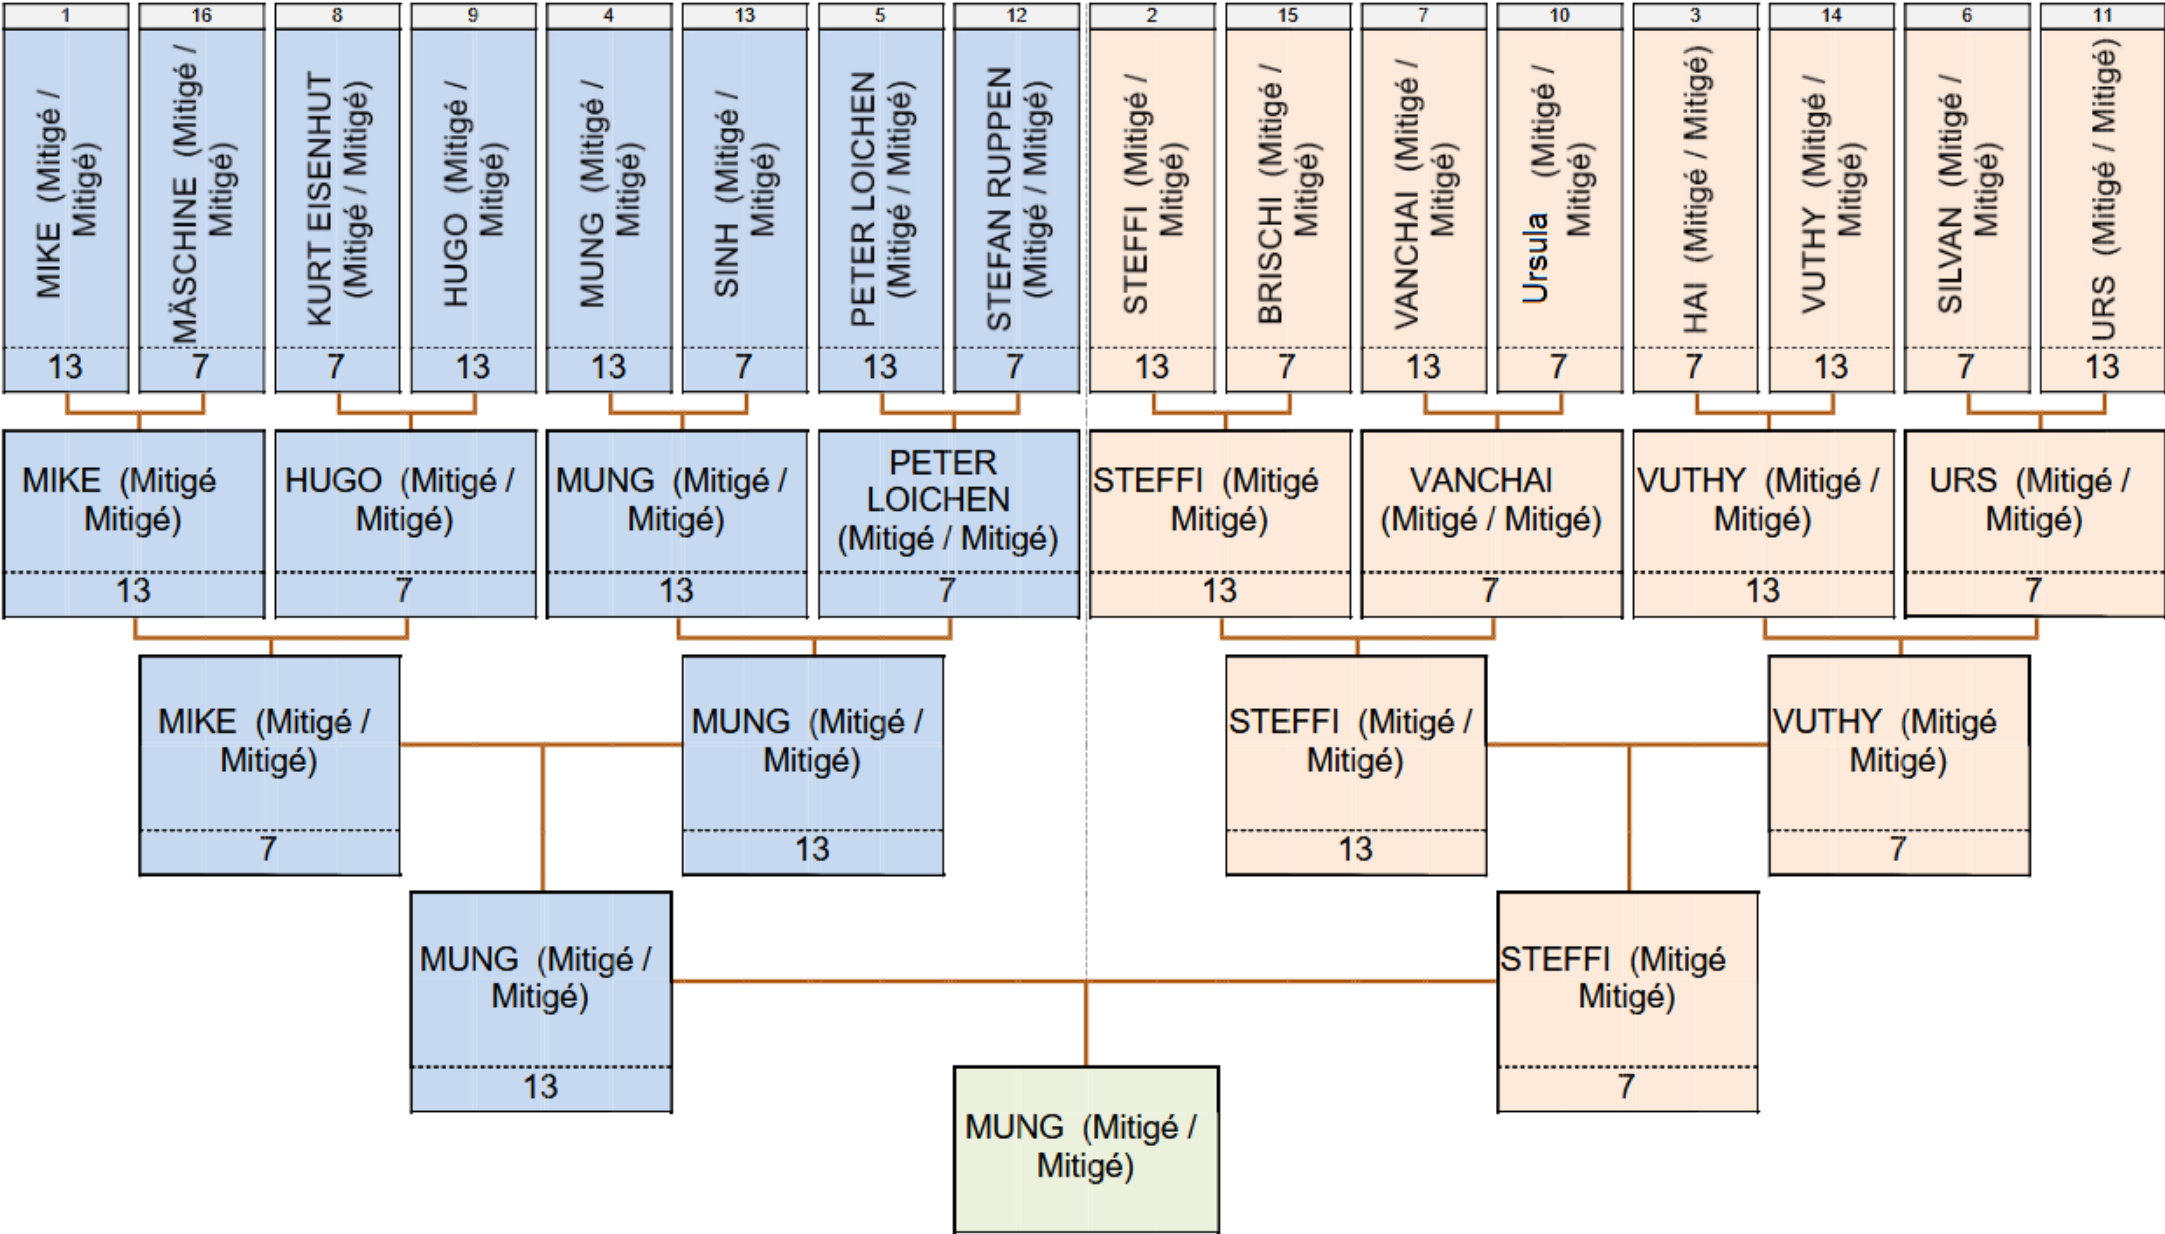 1 16 8 9 4 13 5 12 2 15 7 10 3 14 6 11
MIKE (Mitigé /
Mitigé)
MÄSCHINE (Mitigé /
Mitigé)
KURT EISENHUT
(Mitigé / Mitigé)
HUGO (Mitigé /
Mitigé)
MUNG (Mitigé /
Mitigé)
SINH (Mitigé /
Mitigé)
PETER LOICHEN
(Mitigé / Mitigé)
STEFAN RUPPEN
(Mitigé / Mitigé)
STEFFI (Mitigé /
Mitigé)
BRISCHI (Mitigé /
Mitigé)
VANCHAI (Mitigé /
Mitigé)
Ursula (Mitigé /
Mitigé)
HAI (Mitigé / Mitigé)
VUTHY (Mitigé /
Mitigé)
SILVAN (Mitigé /
Mitigé)
URS (Mitigé / Mitigé)
13 7 7 13 13 7 13 7 13 7 13 7 7 13 7 13
MIKE (Mitigé
Mitigé)
HUGO (Mitigé /
Mitigé)
MUNG (Mitigé /
Mitigé)
PETER
LOICHEN
(Mitigé / Mitigé)
STEFFI (Mitigé
Mitigé)
VANCHAI
(Mitigé / Mitigé)
VUTHY (Mitigé /
Mitigé)
URS (Mitigé /
Mitigé)
13 7 13 7 13 7 13 7
MIKE (Mitigé /
Mitigé)
MUNG (Mitigé /
Mitigé)
STEFFI (Mitigé /
Mitigé)
VUTHY (Mitigé
Mitigé)
7 13 13 7
MUNG (Mitigé /
Mitigé)
STEFFI (Mitigé
Mitigé)
13 7
MUNG (Mitigé /
Mitigé)